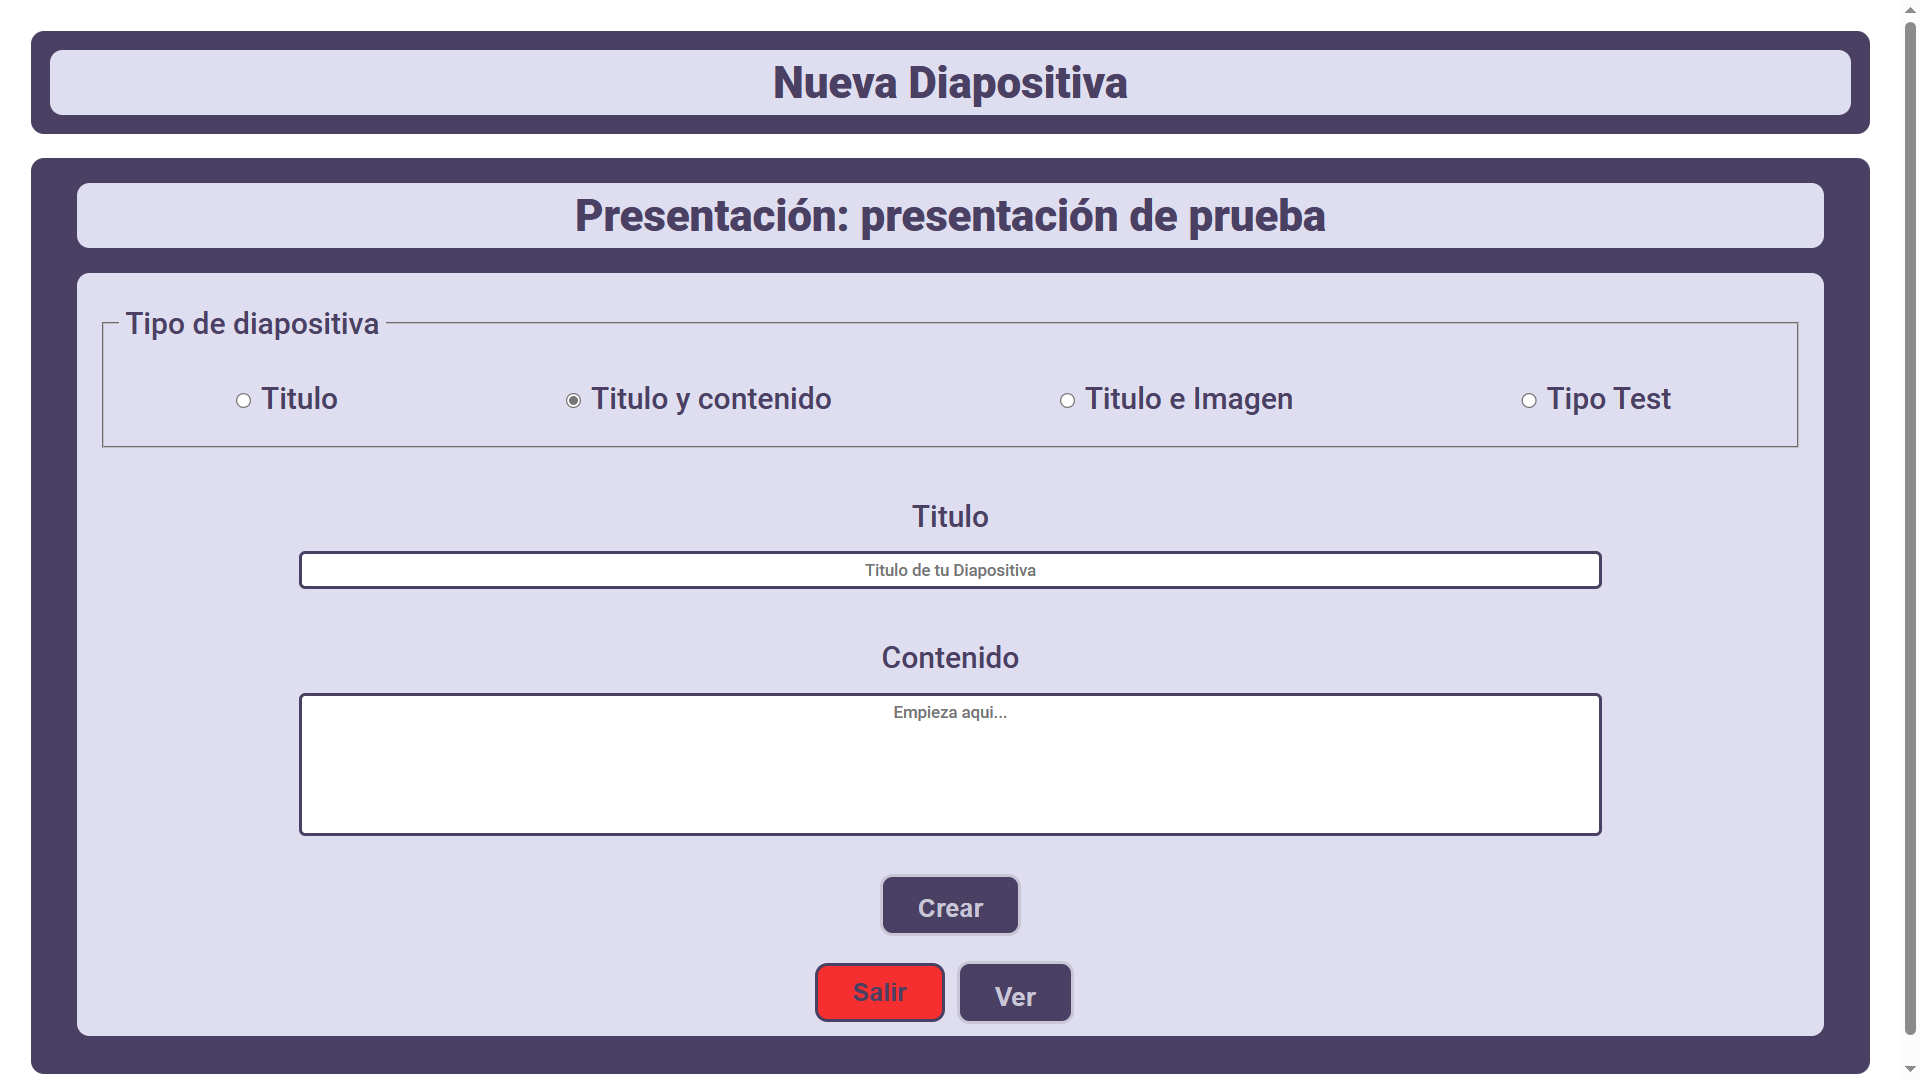 Nueva Diapositiva
Presentación: presentación de prueba
Tipo de diapositiva
Titulo
Titulo y contenido
Titulo e Imagen
Tipo Test
Titulo
Titulo de tu Diapositiva
Contenido
Empieza aqui...
Crear
Salir
Ver